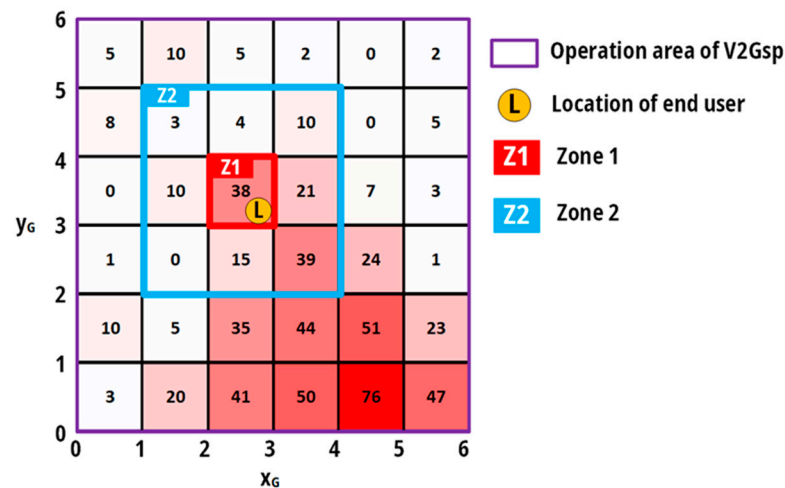 6
5 10 5 2 0 2
5
Z2
8 3 4 10 0 5
4
Z1
0 10 38 21 7 3
L
yG
3
1 0 15 39 24 1
2
10 5 35 44 51 23
1
3 20 41 50 76 47
0
0 1 2 3 4 5 6
xG
Operation area of V2Gsp
L Location of end user
Z1 Zone 1
Z2 Zone 2